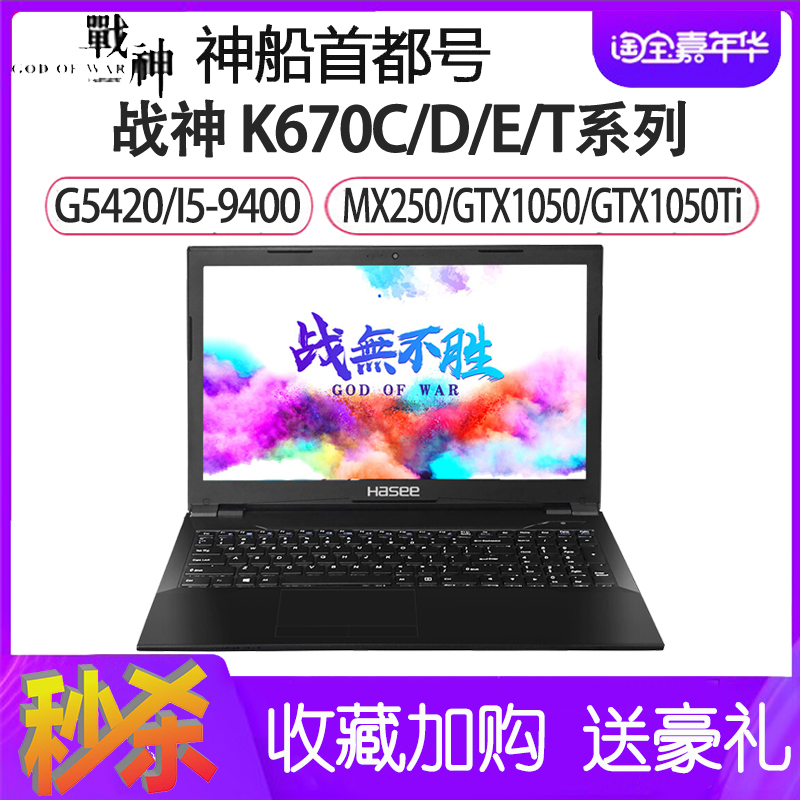 戰神
GOD OF WAR
神船首都号
淘宝嘉年华
战神 K670C/D/E/T系列
G5420/I5-9400
MX250/GTX1050/GTX1050Ti
战無不胜
GOD OF WAR
Hasee
秒杀
收藏加购 送豪礼